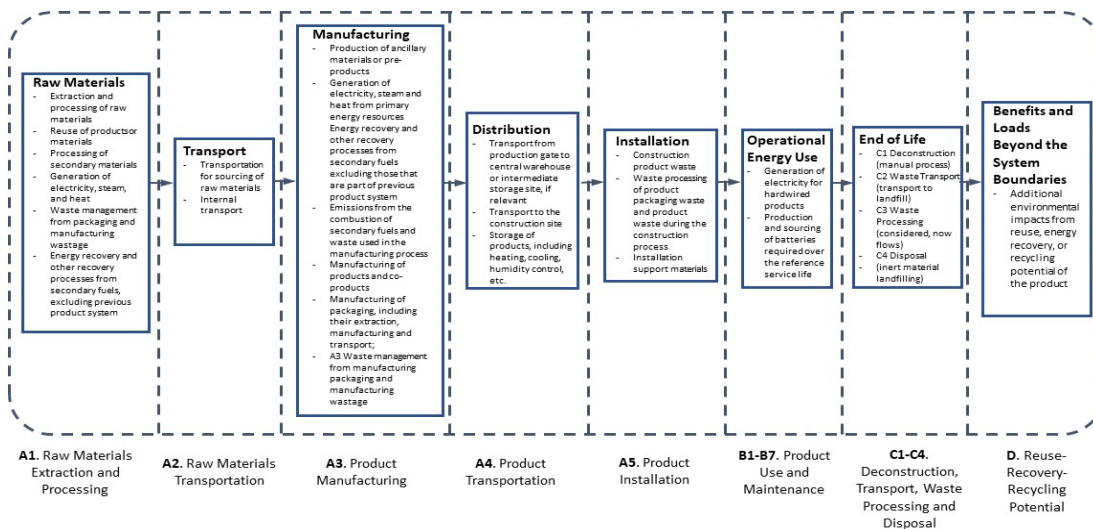 Raw Materials
- Extraction and
processing of raw
materials
- Reuse of productsor
materials
- Processing of
secondary materials
- Generation of
electricity, steam, and
heat
- Waste management
from packaging and
manufacturing
wastage
- Energy recovery and
other recovery
processes from
secondary fuels,
excluding previous
product system
Transport
- Transportation
for sourcing of
raw materials
- Internal
transport
Manufacturing
- Production of ancillary
materials or pre-
products
- Generation of
electricity, steam and
heat from primary
energy resources
Energy recovery and
other recovery
processes from
secondary fuels
excluding those that
are part of previous
product system
- Emissions from the
combustion of
secondary fuels and
waste used in the
manufacturing process
- Manufacturing of
products and co-
products
- Manufacturing of
packaging, including
their extraction,
manufacturing and
transport;
- A3 Waste management
from manufacturing
packaging and
manufacturing
wastage
Distribution
- Transport from
production gate to
central warehouse
or intermediate
storage site, if
relevant
- Transport to the
construction site
- Storage of
products, including
heating, cooling,
humidity control,
etc.
Installation
- Construction
product waste
- Waste processing
of product
packaging waste
and product
waste during the
construction
process
- Installation
support materials
Operational
Energy Use
- Generation of
electricity for
hardwired
products
- Production
and sourcing of
batteries
required over
the reference
service life
End of Life
- C1 Deconstruction
(manual process)
- C2 Waste Transport
(transport to
landfill)
- C3 Waste
Processing
(considered, now
flows)
- C4 Disposal
- (inert material
landfilling)
Benefits and
Loads
Beyond the
System
Boundaries
- Additional
environmental
impacts from
reuse, energy
recovery, or
recycling
potential of
the product
A1. Raw Materials
Extraction and
Processing
A2. Raw Materials
Transportation
A3. Product
Manufacturing
A4. Product
Transportation
A5. Product
Installation
B1-B7. Product
Use and
Maintenance
C1-C4.
Deconstruction,
Transport, Waste
Processing and
Disposal
D. Reuse-
Recovery-
Recycling
Potential